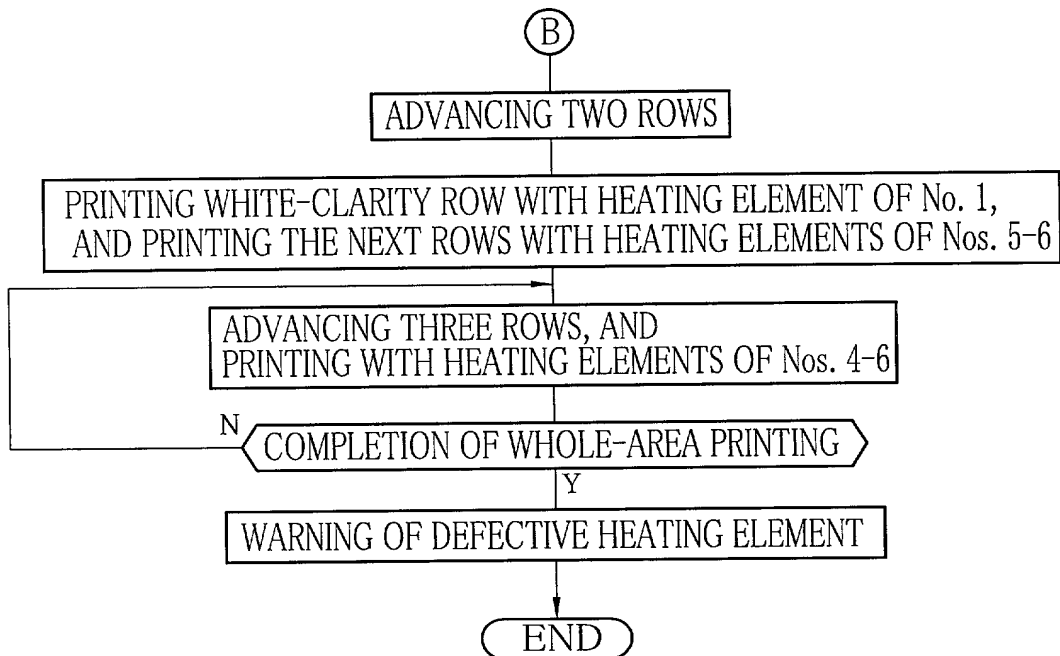 B
ADVANCING TWO ROWS
PRINTING WHITE-CLARITY ROW WITH HEATING ELEMENT OF No. 1,
AND PRINTING THE NEXT ROWS WITH HEATING ELEMENTS OF Nos. 5-6
ADVANCING THREE ROWS, AND
PRINTING WITH HEATING ELEMENTS OF Nos. 4-6
N
COMPLETION OF WHOLE-AREA PRINTING
Y
WARNING OF DEFECTIVE HEATING ELEMENT
END